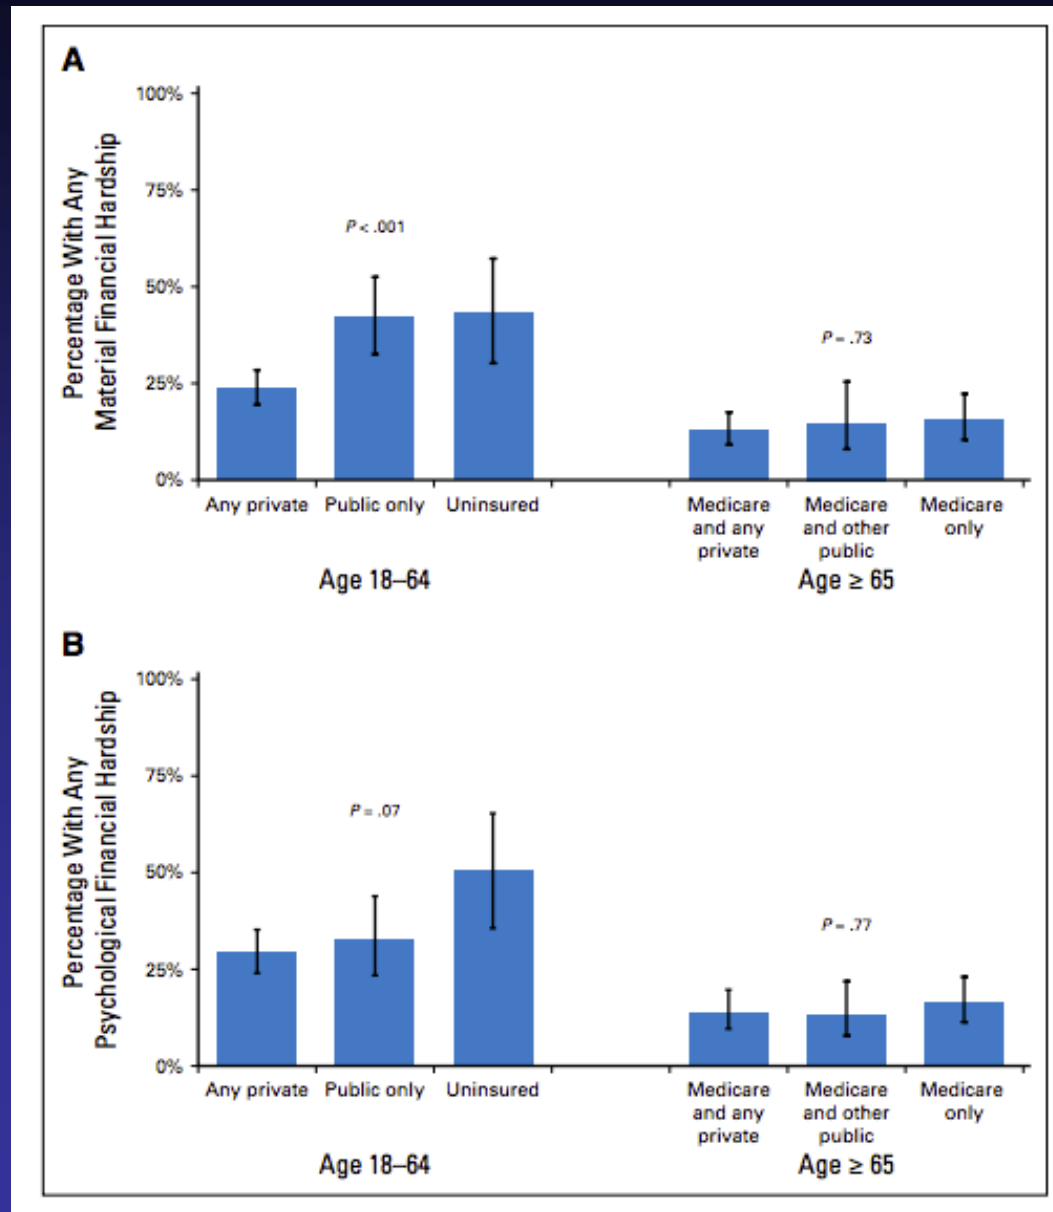 A
Percentage With Any
Material Financial Hardship
100%
75%
50%
25%
0%
P < .001
P = .73
Any private
Public only
Uninsured
Medicare
and any
private
Medicare
and other
public
Medicare
only
Age 18–64
Age ≥ 65
B
Percentage With Any
Psychological Financial Hardship
100%
75%
50%
25%
0%
P = .07
P = .77
Any private
Public only
Uninsured
Medicare
and any
private
Medicare
and other
public
Medicare
only
Age 18–64
Age ≥ 65